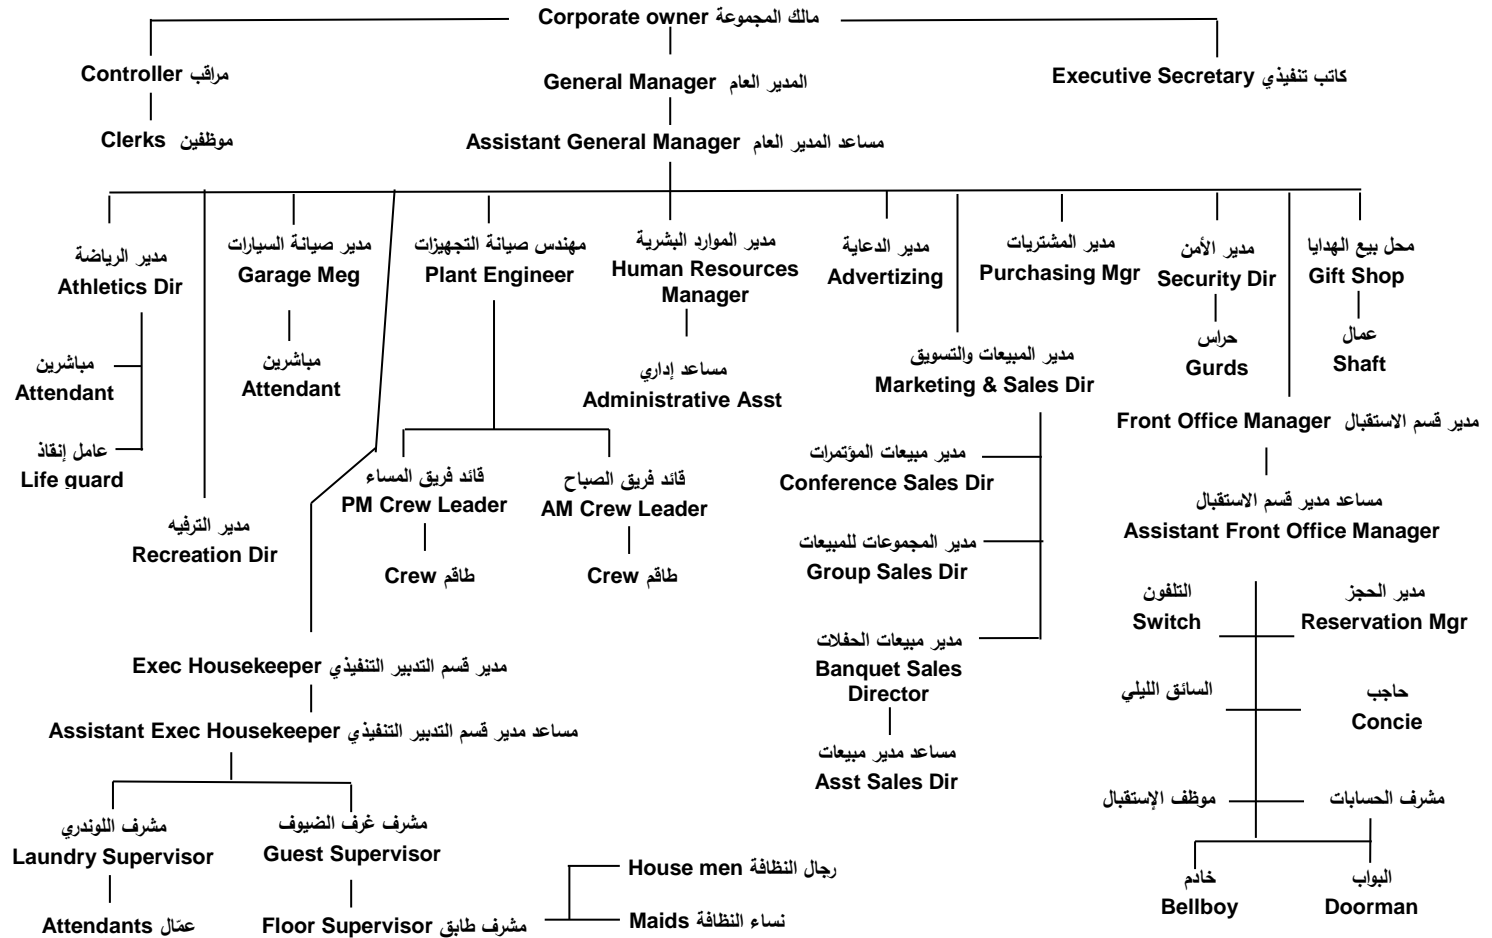 Corporate owner مالك المجموعة
Controller مراقب
General Manager المدير العام
Executive Secretary كاتب تنفيذي
Clerks موظفين
Assistant General Manager مساعد المدير العام
مدير الرياضة
Athletics Dir
مدير صيانة السيارات
Garage Meg
مهندس صيانة التجهيزات
Plant Engineer
مدير الموارد البشرية
Human Resources
Manager
مدير الدعاية
Advertizing
مدير المشتريات
Purchasing Mgr
مدير الأمن
Security Dir
محل بيع الهدايا
Gift Shop
مباشرين
Attendant
مباشرين
Attendant
مساعد إداري
Administrative Asst
مدير المبيعات والتسويق
Marketing & Sales Dir
حراس
Gurds
عمال
Shaft
عامل إنقاذ
Life guard
مدير الترفيه
Recreation Dir
قائد فريق المساء
PM Crew Leader
قائد فريق الصباح
AM Crew Leader
Crew طاقم
Crew طاقم
مدير مبيعات المؤتمرات
Conference Sales Dir
مدير المجموعات للمبيعات
Group Sales Dir
مدير مبيعات الحفلات
Banquet Sales
Director
مساعد مدير مبيعات
Asst Sales Dir
Front Office Manager مدير قسم الاستقبال
مساعد مدير قسم الاستقبال
Assistant Front Office Manager
التلفون
Switch
مدير الحجز
Reservation Mgr
السائق الليلي
حاجب
Concie
موظف الإستقبال
مشرف الحسابات
خادم
Bellboy
البواب
Doorman
Exec Housekeeper مدير قسم التدبير التنفيذي
Assistant Exec Housekeeper مساعد مدير قسم التدبير التنفيذي
مشرف اللوندري
Laundry Supervisor
مشرف غرف الضيوف
Guest Supervisor
Attendants عمّال
Floor Supervisor مشرف طابق
House men رجال النظافة
Maids نساء النظافة